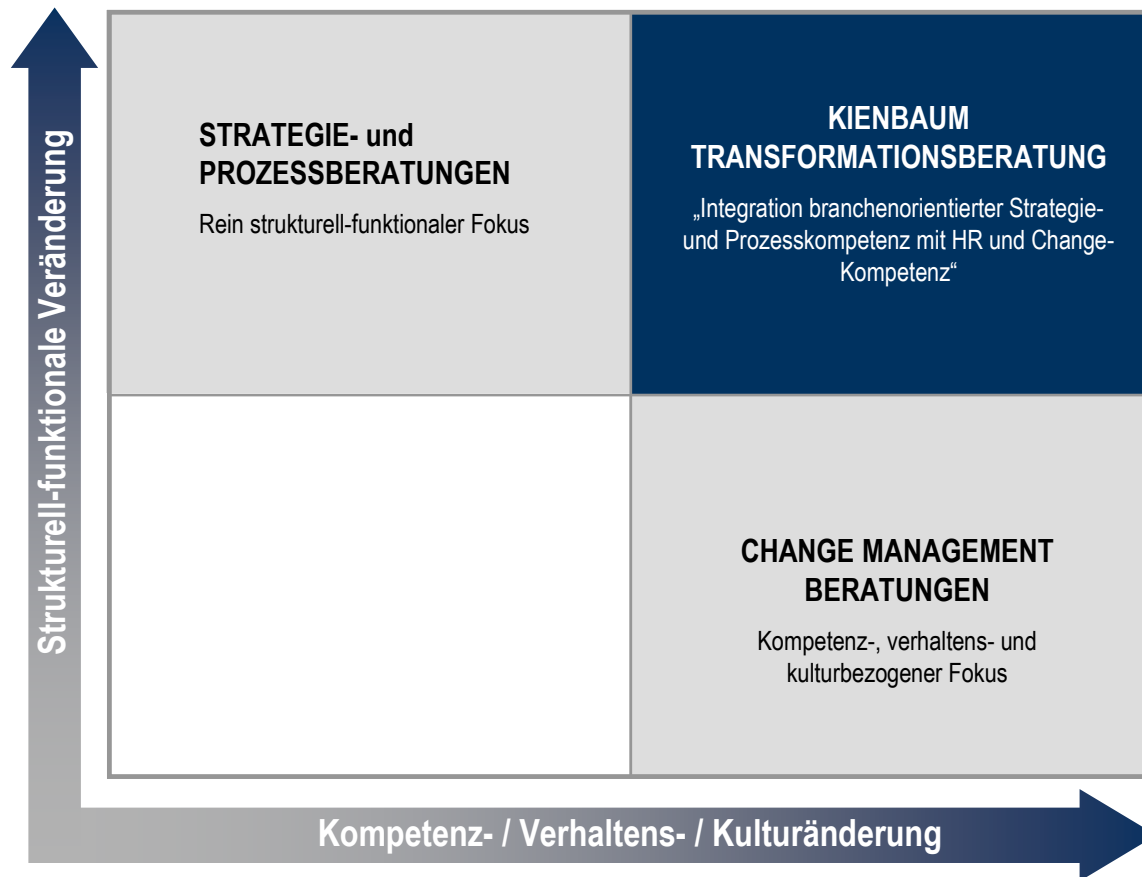 Strukturell-funktionale Veränderung
STRATEGIE- und
PROZESSBERATUNGEN
Rein strukturell-funktionaler Fokus
KIENBAUM
TRANSFORMATIONSBERATUNG
„Integration branchenorientierter Strategie-
und Prozesskompetenz mit HR und Change-
Kompetenz“
CHANGE MANAGEMENT
BERATUNGEN
Kompetenz-, verhaltens- und
kulturbezogener Fokus
Kompetenz- / Verhaltens- / Kulturänderung